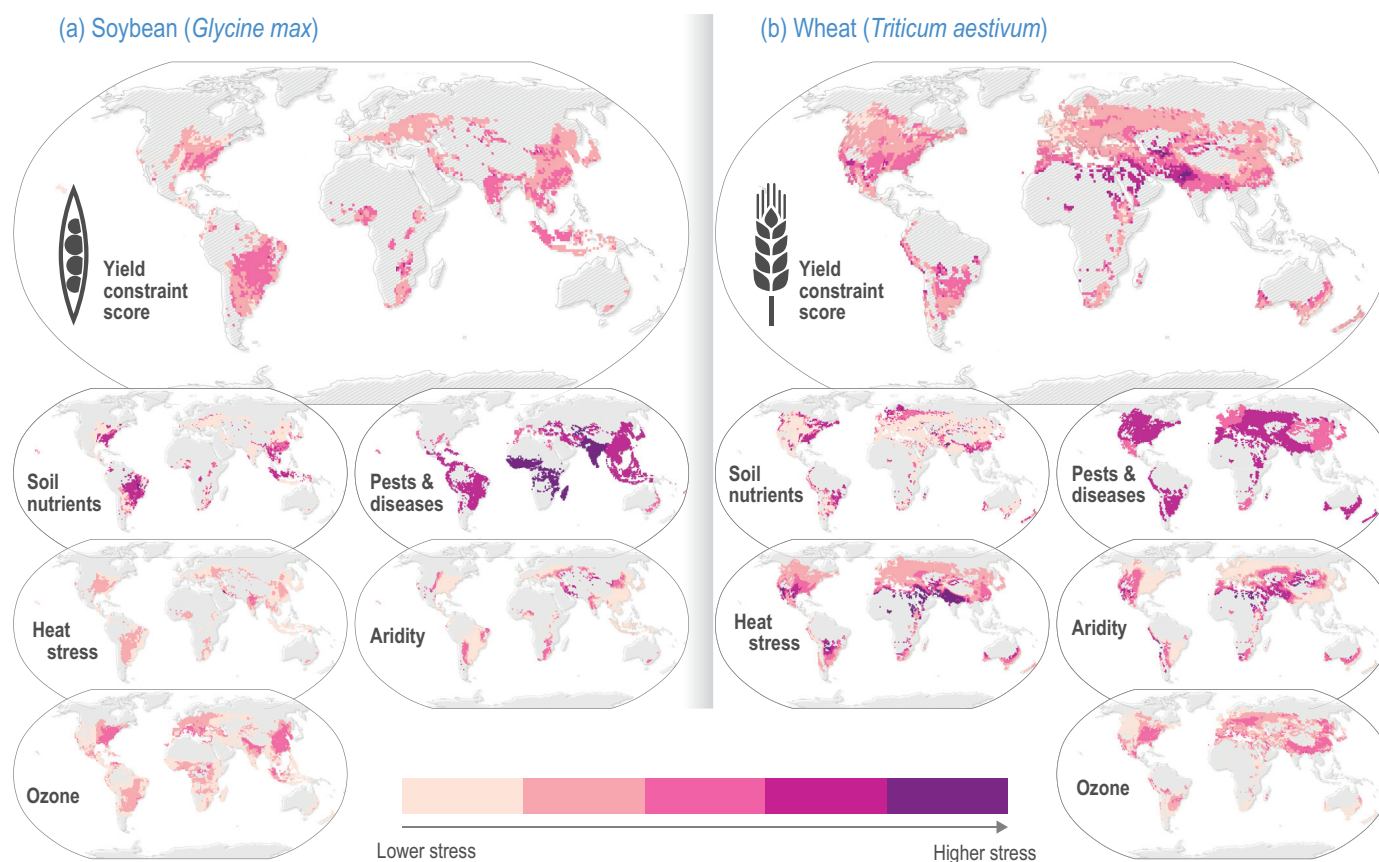 (a) Soybean (Glycine max)
Yield
constraint
score
Soil
nutrients
Pests &
diseases
Heat
stress
Aridity
Ozone
(b) Wheat (Triticum aestivum)
Yield
constraint
score
Soil
nutrients
Pests &
diseases
Heat
stress
Aridity
Ozone
Lower stress
Higher stress